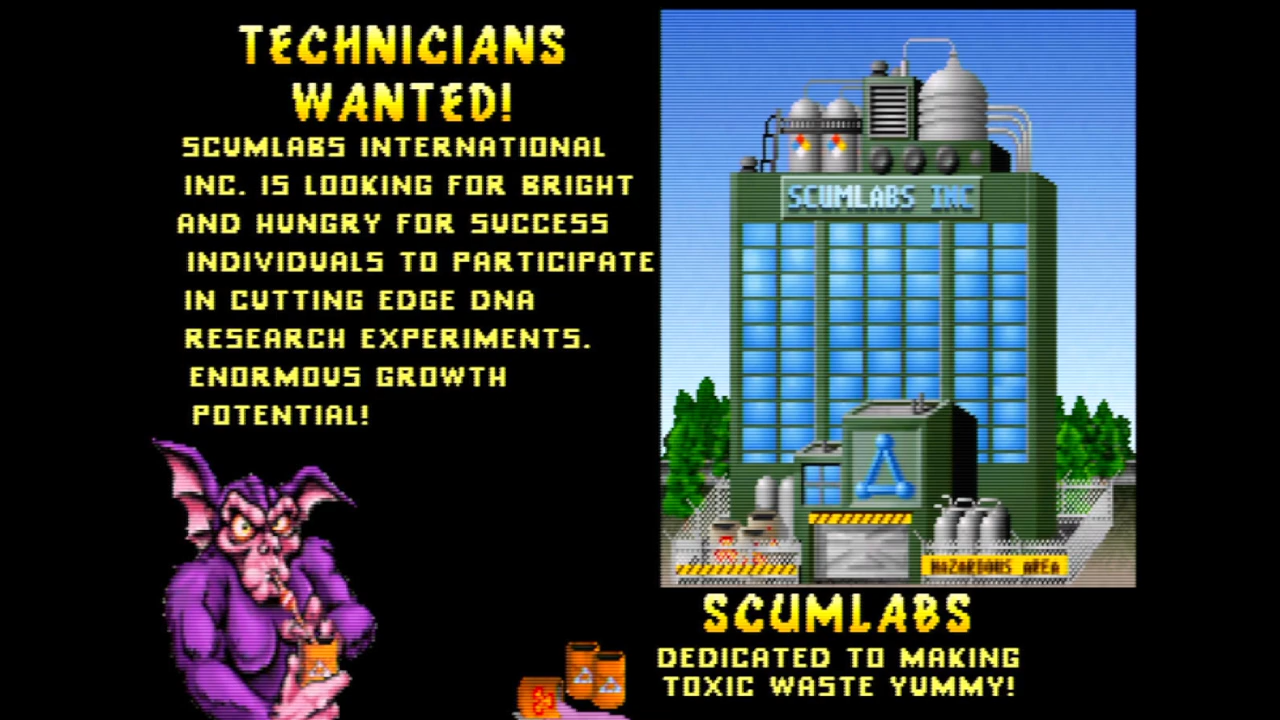 TECHNICIANS
WANTED!
SCUMLABS INTERNATIONAL
INC. IS LOOKING FOR BRIGHT
AND HUNGRY FOR SUCCESS
INDIVIDUALS TO PARTICIPATE
IN CUTTING EDGE DNA
RESEARCH EXPERIMENTS.
ENORMOUS GROWTH
POTENTIAL!
SCUMLABS INC
HAZARDOUS AREA
SCUMLABS
DEDICATED TO MAKING
TOXIC WASTE YUMMY!